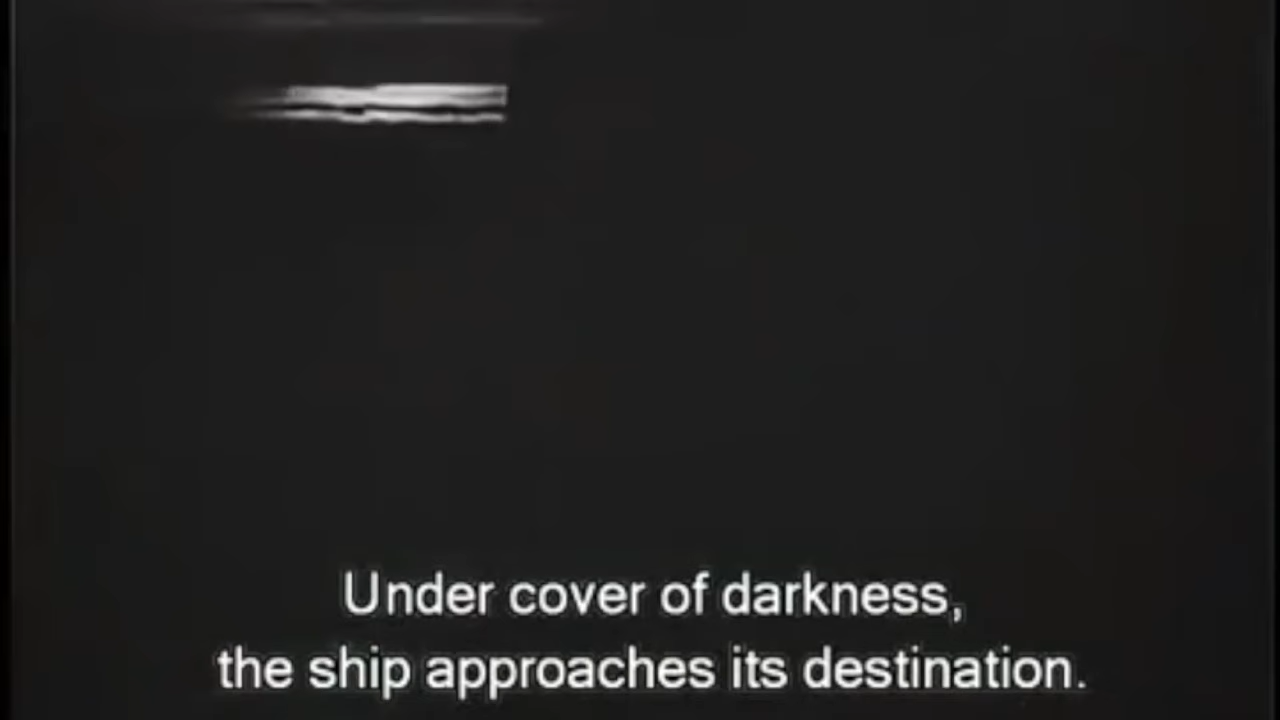 Under cover of darkness,
the ship approaches its destination.